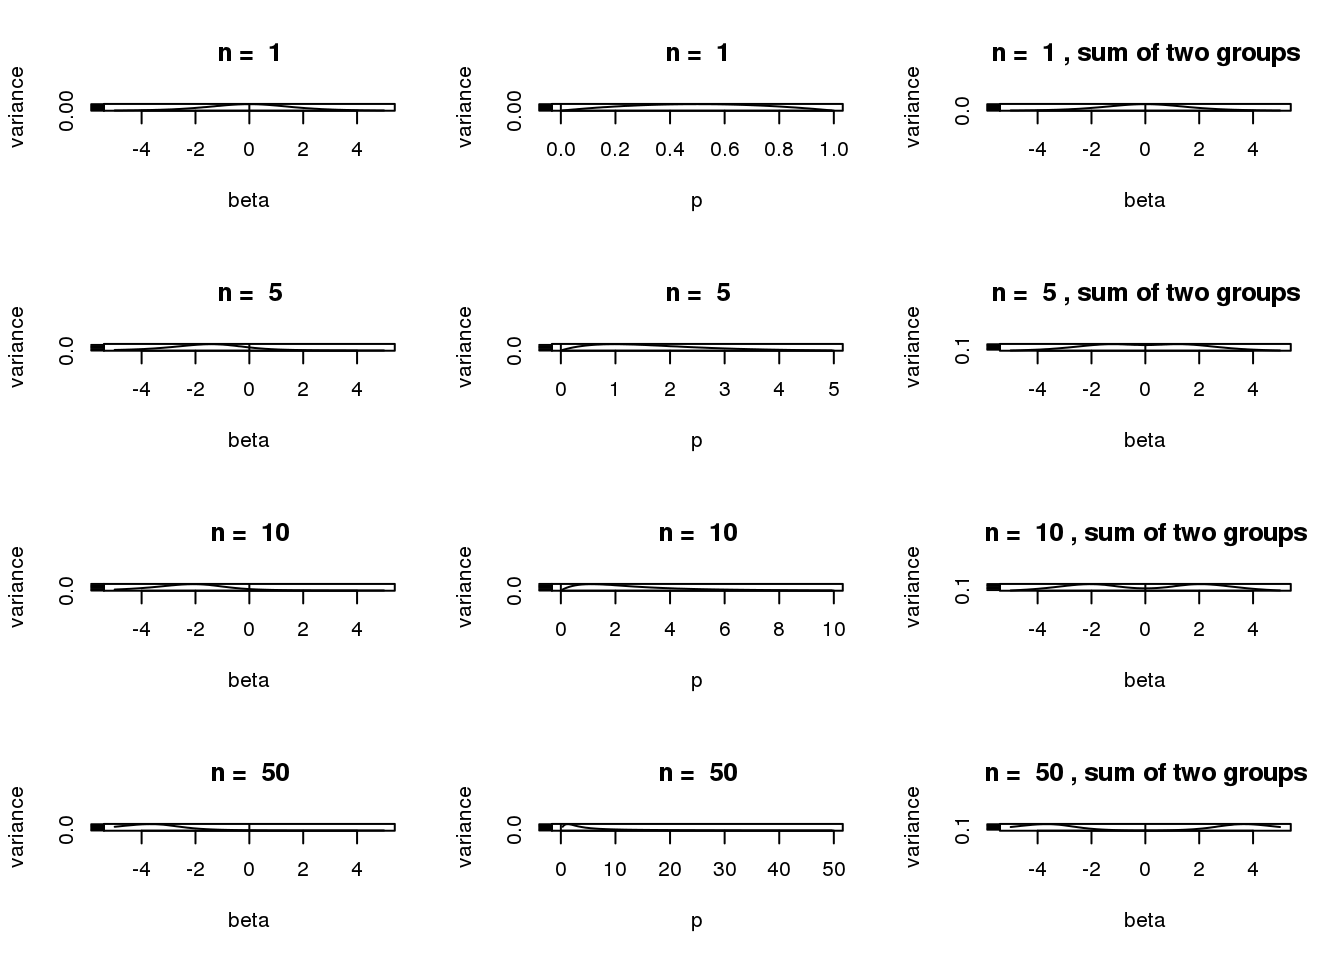 n = 1
variance
0.00
-4 -2 0 2 4
beta
n = 1
variance
0.00
0.0 0.2 0.4 0.6 0.8 1.0
p
n = 1 , sum of two groups
variance
0.0
-4 -2 0 2 4
beta
n = 5
variance
0.0
-4 -2 0 2 4
beta
n = 5
variance
0.0
0 1 2 3 4 5
p
n = 5 , sum of two groups
variance
0.1
-4 -2 0 2 4
beta
n = 10
variance
0.0
-4 -2 0 2 4
beta
n = 10
variance
0.0
0 2 4 6 8 10
p
n = 10 , sum of two groups
variance
0.1
-4 -2 0 2 4
beta
n = 50
variance
0.0
-4 -2 0 2 4
beta
n = 50
variance
0.0
0 10 20 30 40 50
p
n = 50 , sum of two groups
variance
0.1
-4 -2 0 2 4
beta